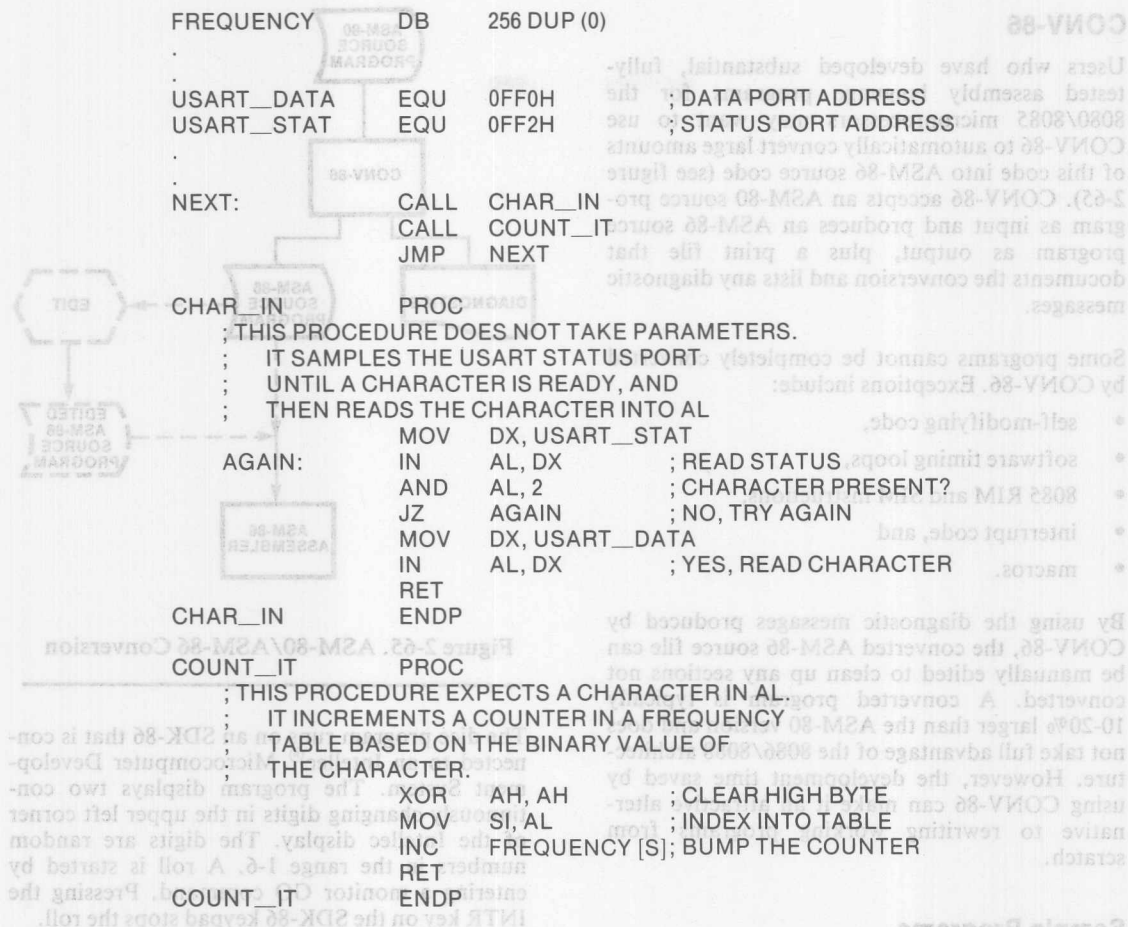 FREQUENCY DB 256 DUP (0)
.
.
USART__DATA EQU 0FF0H ; DATA PORT ADDRESS
USART__STAT EQU 0FF2H ; STATUS PORT ADDRESS
.
.
NEXT: CALL CHAR__IN
CALL COUNT__IT
JMP NEXT
CHAR__IN PROC
; THIS PROCEDURE DOES NOT TAKE PARAMETERS.
; IT SAMPLES THE USART STATUS PORT
; UNTIL A CHARACTER IS READY, AND
; THEN READS THE CHARACTER INTO AL
MOV DX, USART__STAT
AGAIN: IN AL, DX ; READ STATUS
AND AL, 2 ; CHARACTER PRESENT?
JZ AGAIN ; NO, TRY AGAIN
MOV DX, USART__DATA
IN AL, DX ; YES, READ CHARACTER
RET
CHAR__IN ENDP
COUNT__IT PROC
; THIS PROCEDURE EXPECTS A CHARACTER IN AL.
; IT INCREMENTS A COUNTER IN A FREQUENCY
; TABLE BASED ON THE BINARY VALUE OF
; THE CHARACTER.
XOR AH, AH ; CLEAR HIGH BYTE
MOV SI, AL ; INDEX INTO TABLE
INC FREQUENCY [S]; BUMP THE COUNTER
RET
COUNT__IT ENDP